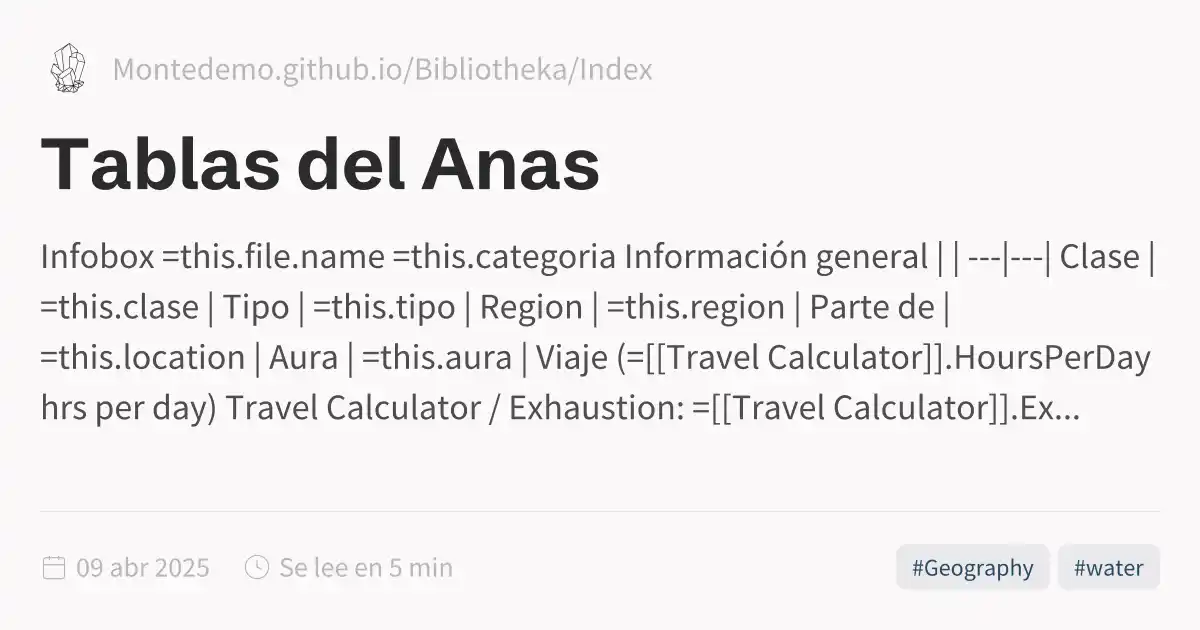 Montedemo.github.io/Bibliotheka/Index
Tablas del Anas
Infobox =this.file.name =this.categoria Información general | | ---|---| Clase |
=this.clase | Tipo | =this.tipo | Region | =this.region | Parte de |
=this.location | Aura | =this.aura | Viaje (=[[Travel Calculator]].HoursPerDay
hrs per day) Travel Calculator / Exhaustion: =[[Travel Calculator]].Ex...
09 abr 2025 Se lee en 5 min #Geography #water